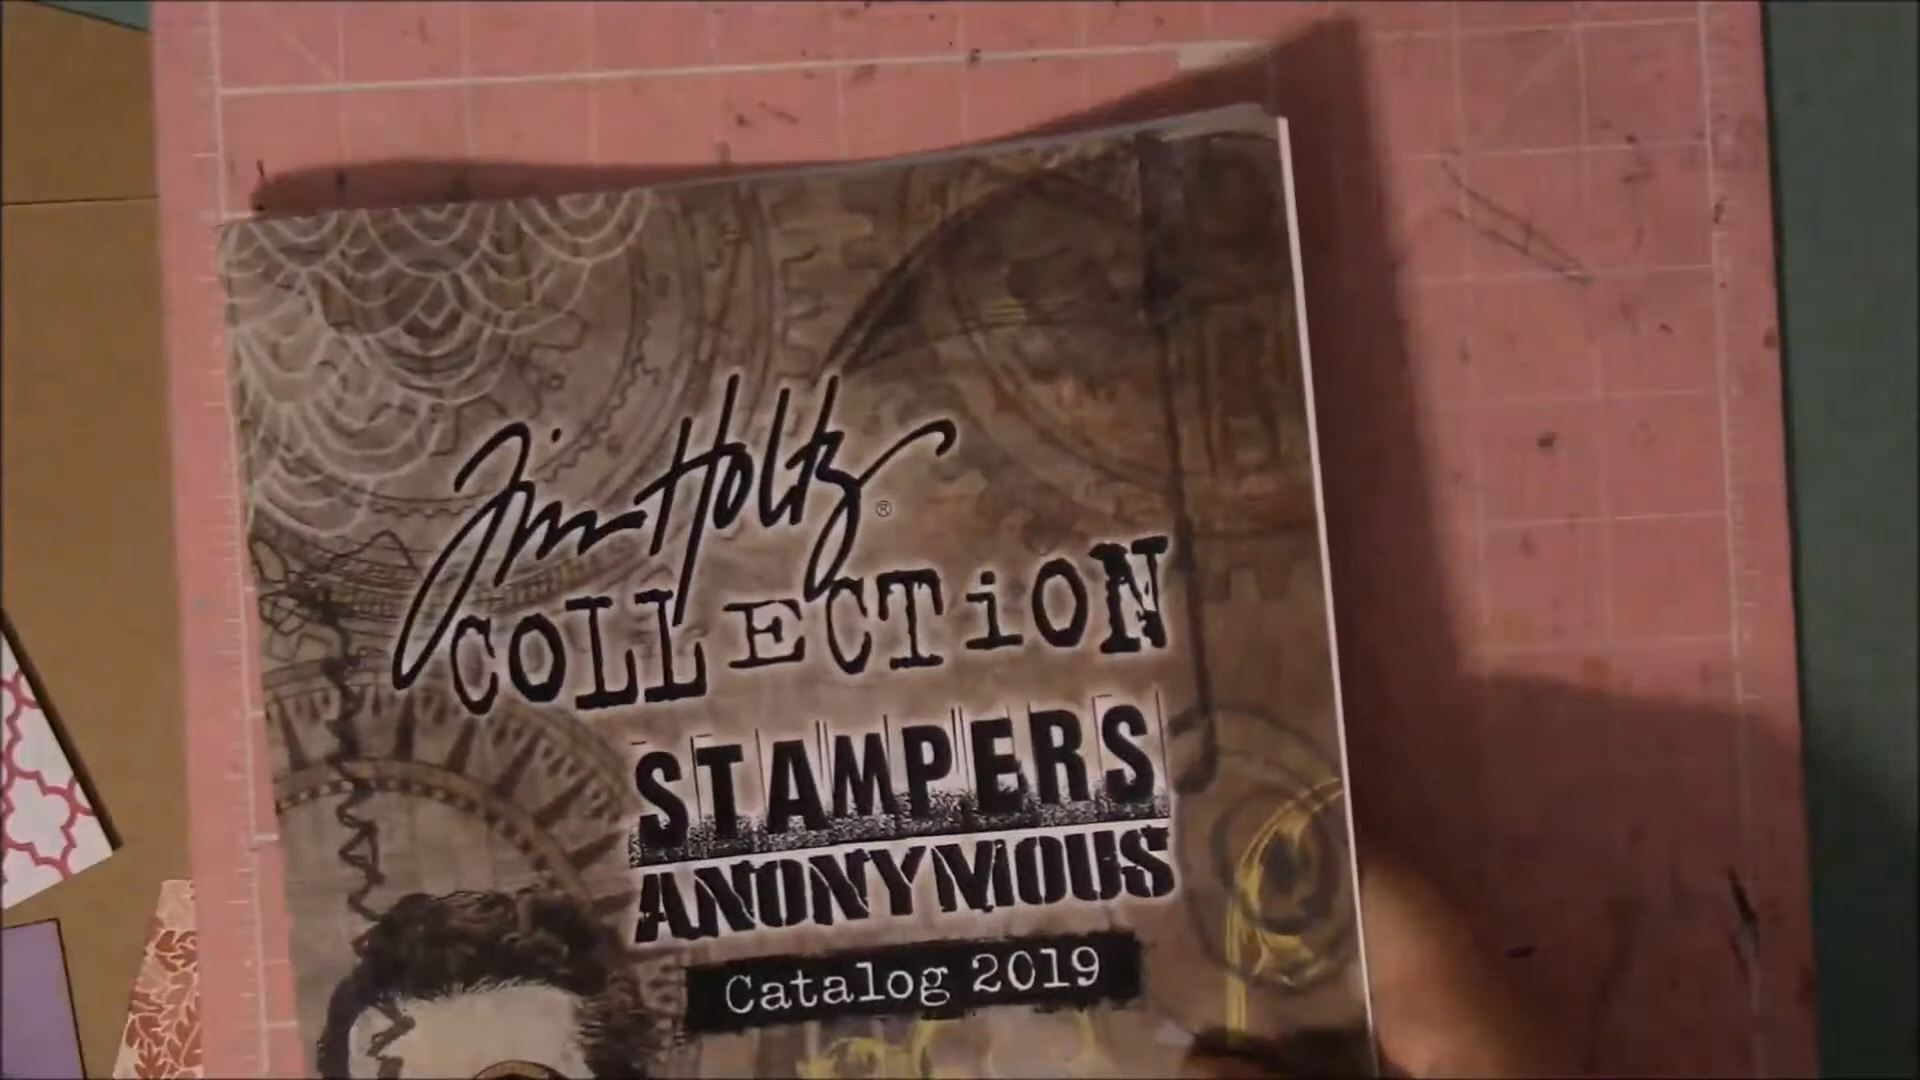 Tim Holtz®
COLLECTiON
STAMPERS
ANONYMOUS
Catalog 2019